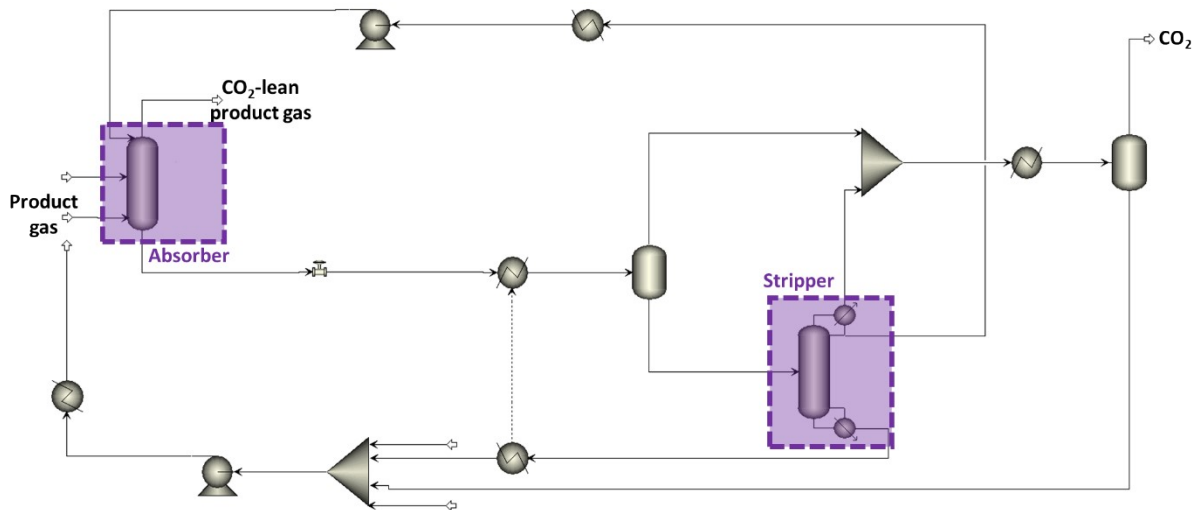 CO₂
CO₂-lean
product gas
Product
gas
Absorber
Stripper